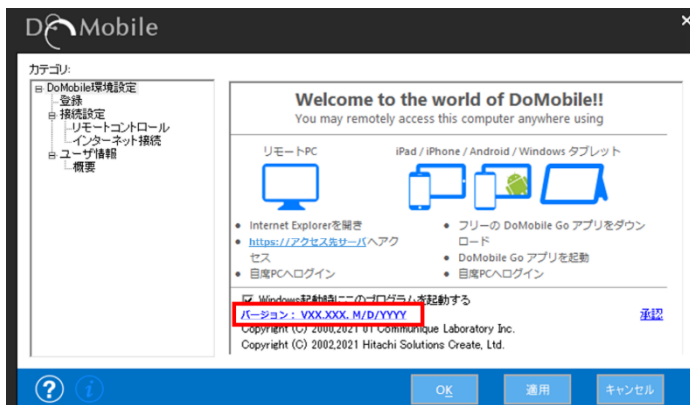 DoMobile
カテゴリ:
DoMobile環境設定
登録
接続設定
リモートコントロール
インターネット接続
ユーザ情報
概要
Welcome to the world of DoMobile!!
You may remotely access this computer anywhere using
リモートPC
iPad / iPhone / Android / Windows タブレット
• Internet Explorerを開き
• https://アクセス先サーバへアク
セス
• 自席PCへログイン
• フリーの DoMobile Go アプリをダウン
ロード
• DoMobile Go アプリを起動
• 自席PCへログイン
Windows起動時にこのプログラムを起動する
バージョン : VXX.XXX. M/D/YYYY
承認
Copyright (C) 2000,2021 01 Communique Laboratory Inc.
Copyright (C) 2002,2021 Hitachi Solutions Create, Ltd.
OK
適用
キャンセル